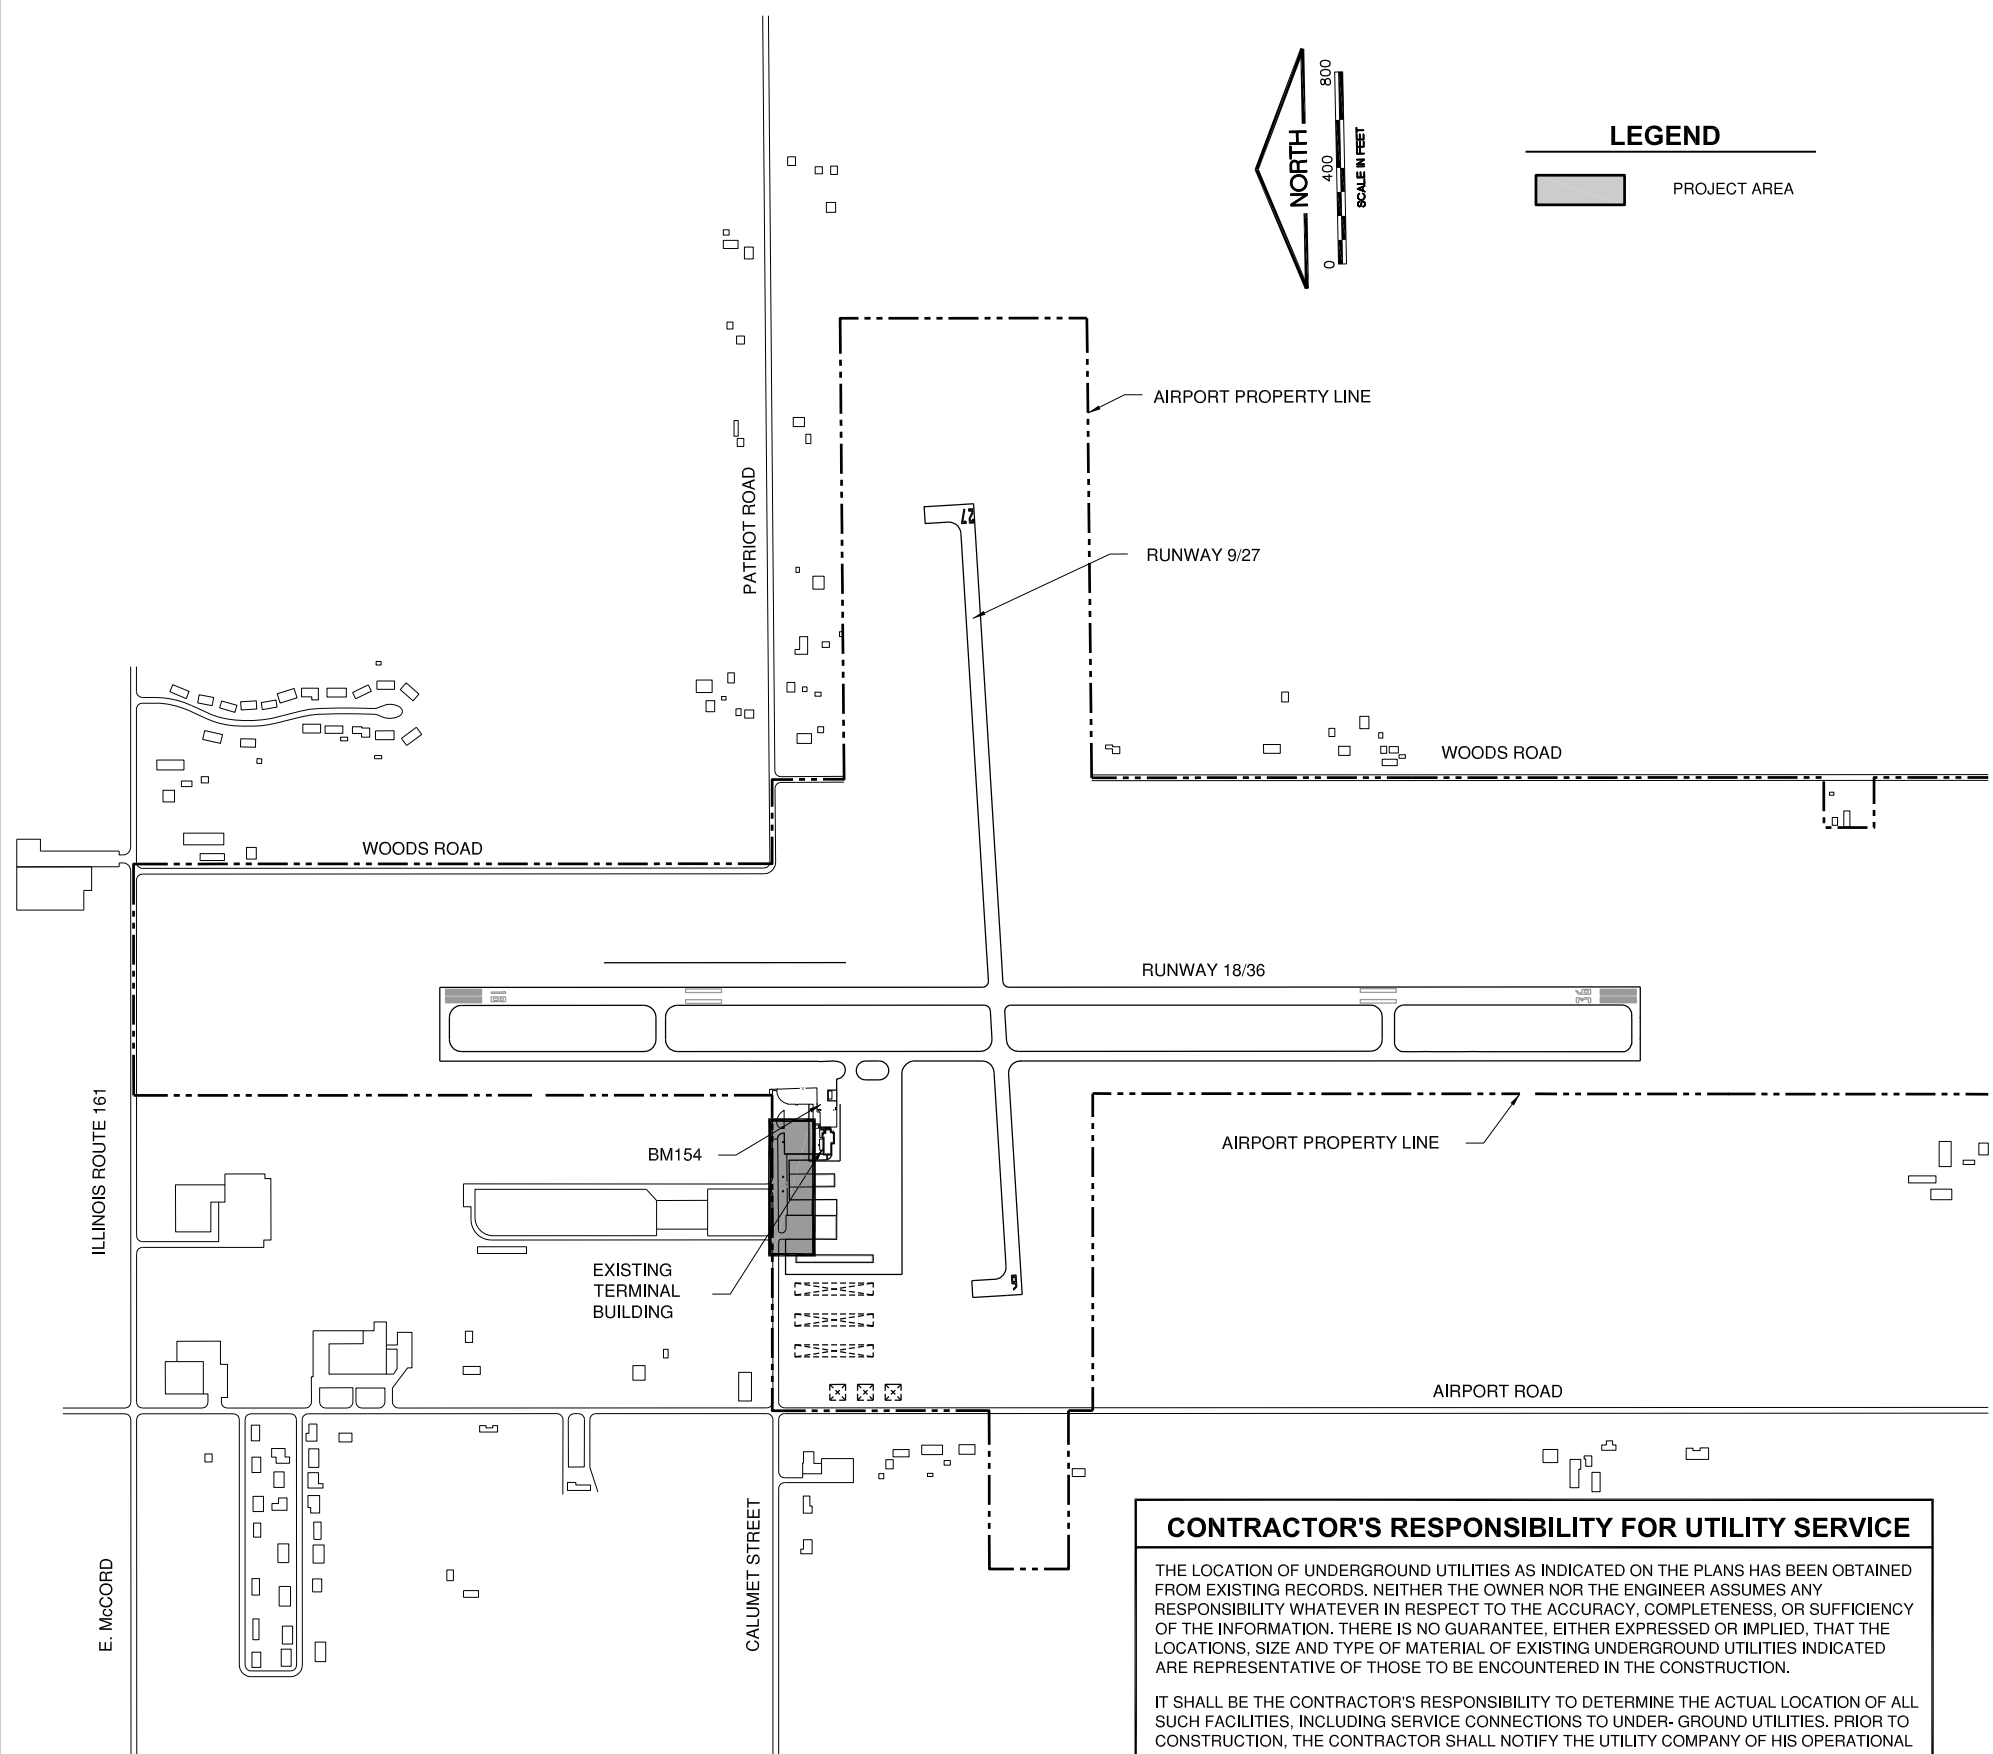 800
400
0
NORTH
SCALE IN FEET
LEGEND
PROJECT AREA
AIRPORT PROPERTY LINE
PATRIOT ROAD
27
RUNWAY 9/27
WOODS ROAD
WOODS ROAD
RUNWAY 18/36
18
36
ILLINOIS ROUTE 161
BM154
AIRPORT PROPERTY LINE
EXISTING
TERMINAL
BUILDING
9
AIRPORT ROAD
E. McCORD
CALUMET STREET
CONTRACTOR'S RESPONSIBILITY FOR UTILITY SERVICE
THE LOCATION OF UNDERGROUND UTILITIES AS INDICATED ON THE PLANS HAS BEEN OBTAINED
FROM EXISTING RECORDS. NEITHER THE OWNER NOR THE ENGINEER ASSUMES ANY
RESPONSIBILITY WHATEVER IN RESPECT TO THE ACCURACY, COMPLETENESS, OR SUFFICIENCY
OF THE INFORMATION. THERE IS NO GUARANTEE, EITHER EXPRESSED OR IMPLIED, THAT THE
LOCATIONS, SIZE AND TYPE OF MATERIAL OF EXISTING UNDERGROUND UTILITIES INDICATED
ARE REPRESENTATIVE OF THOSE TO BE ENCOUNTERED IN THE CONSTRUCTION.
IT SHALL BE THE CONTRACTOR'S RESPONSIBILITY TO DETERMINE THE ACTUAL LOCATION OF ALL
SUCH FACILITIES, INCLUDING SERVICE CONNECTIONS TO UNDER- GROUND UTILITIES. PRIOR TO
CONSTRUCTION, THE CONTRACTOR SHALL NOTIFY THE UTILITY COMPANY OF HIS OPERATIONAL